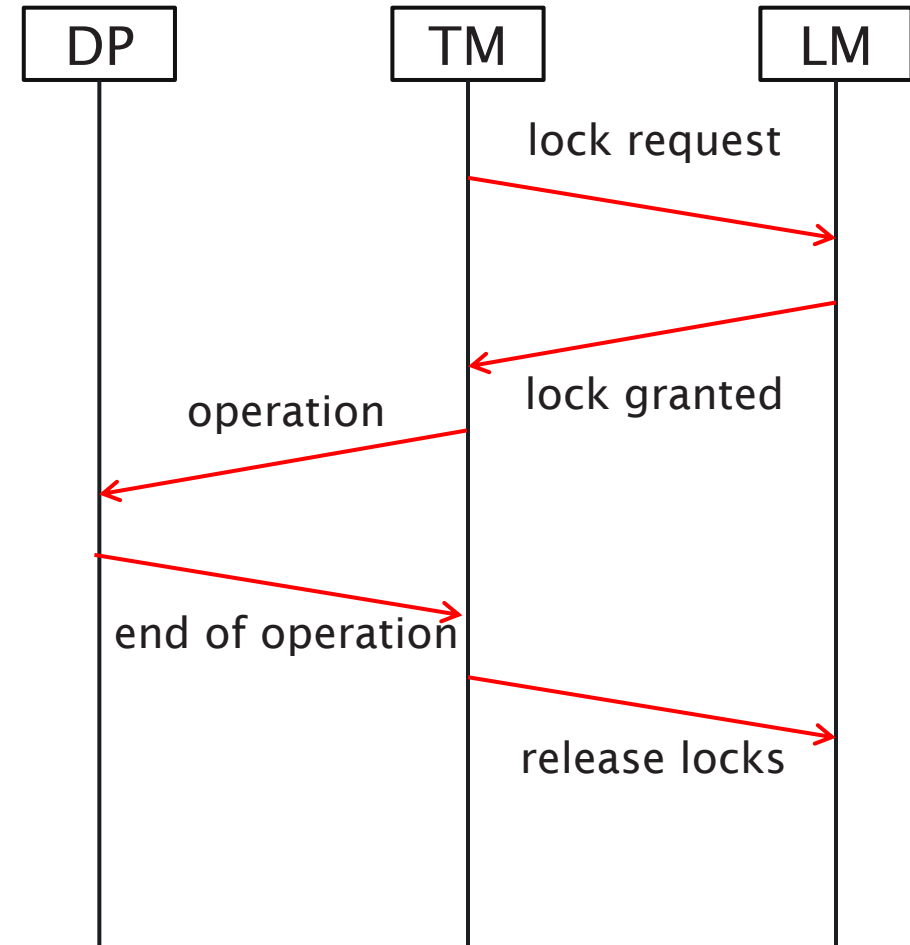 DP
TM
LM
lock request
lock granted
operation
end of operation
release locks